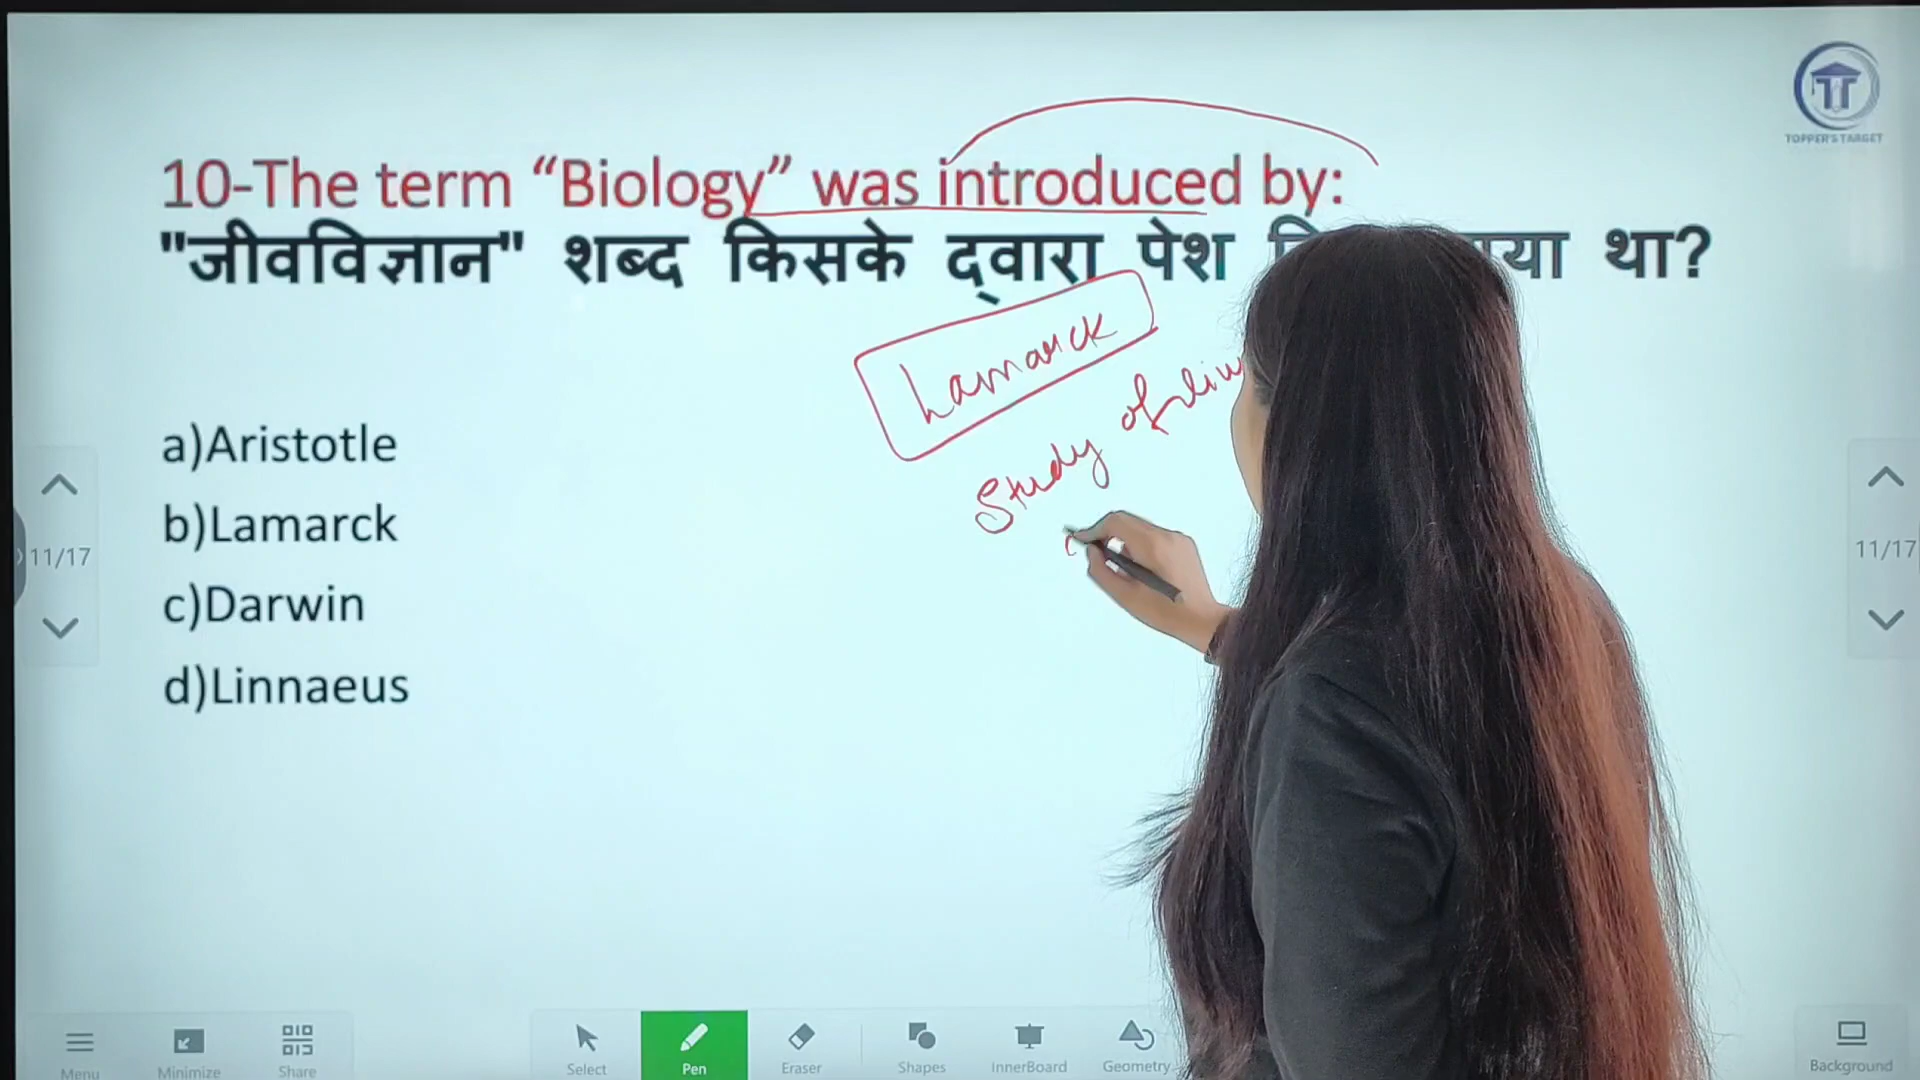 TOPPER'S TARGET
10-The term “Biology” was introduced by:
"जीवविज्ञान" शब्द किसके द्वारा पेश था?
Lamarck
Study of
a)Aristotle
b)Lamarck
c)Darwin
d)Linnaeus
11/17
11/17
Menu
Minimize
Share
Select
Pen
Eraser
Shapes
InnerBoard
Geometry
Background